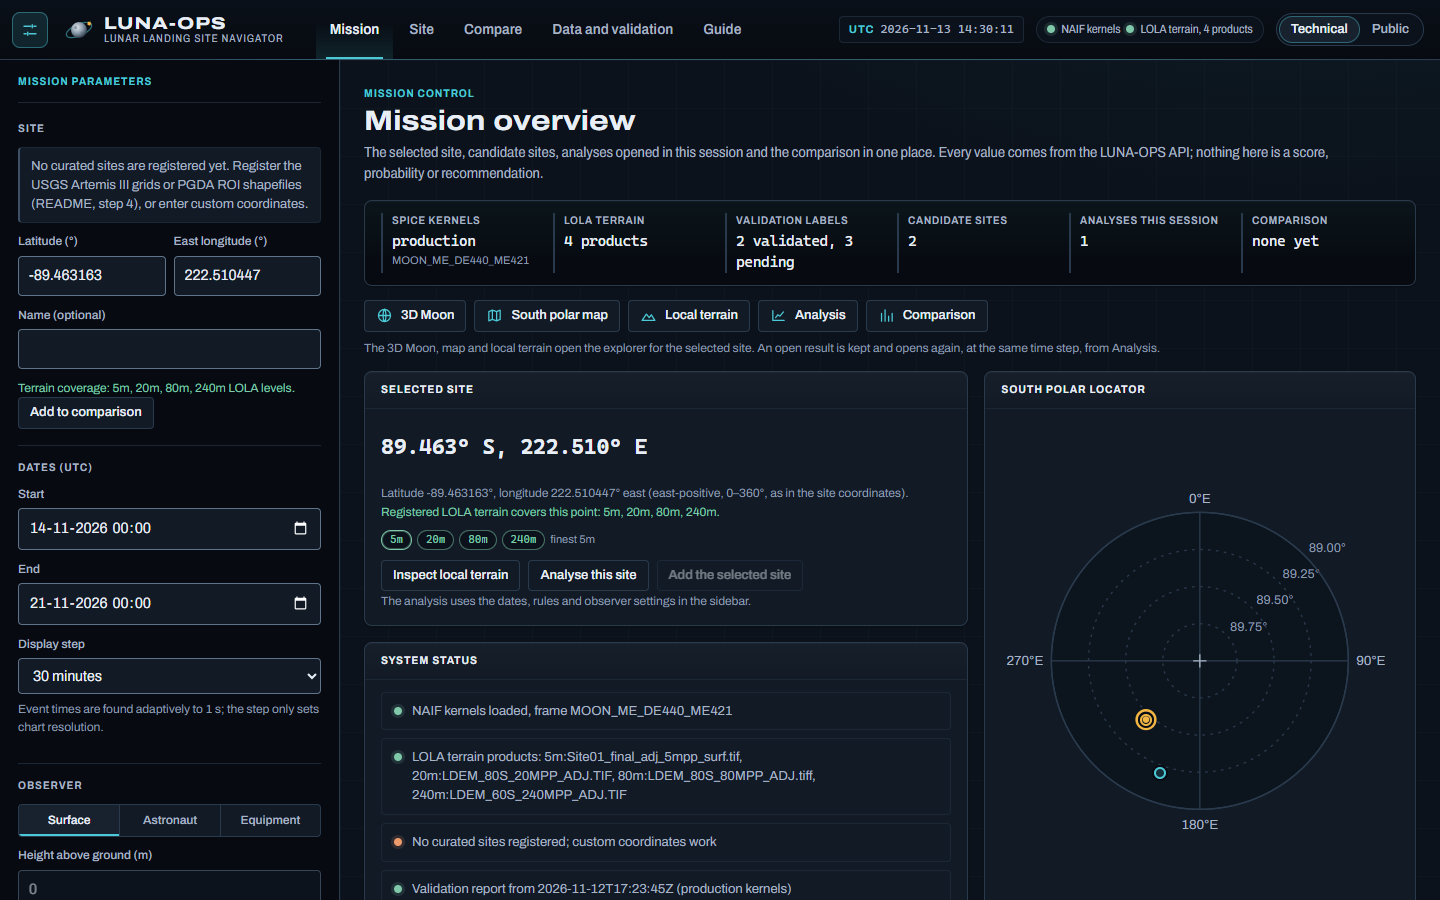 LUNA-OPS
LUNAR LANDING SITE NAVIGATOR
Mission
Site
Compare
Data and validation
Guide
UTC 2026-11-13 14:30:11
NAIF kernels
LOLA terrain, 4 products
Technical
Public
MISSION PARAMETERS
SITE
No curated sites are registered yet. Register the
USGS Artemis III grids or PGDA ROI shapefiles
(README, step 4), or enter custom coordinates.
Latitude (°)
East longitude (°)
-89.463163
222.510447
Name (optional)
Terrain coverage: 5m, 20m, 80m, 240m LOLA levels.
Add to comparison
DATES (UTC)
Start
14-11-2026 00:00
End
21-11-2026 00:00
Display step
30 minutes
Event times are found adaptively to 1 s; the step only sets
chart resolution.
OBSERVER
Surface
Astronaut
Equipment
Height above ground (m)
0
MISSION CONTROL
Mission overview
The selected site, candidate sites, analyses opened in this session and the comparison in one place. Every value comes from the LUNA-OPS API; nothing here is a score,
probability or recommendation.
SPICE KERNELS
production
MOON_ME_DE440_ME421
LOLA TERRAIN
4 products
VALIDATION LABELS
2 validated, 3
pending
CANDIDATE SITES
2
ANALYSES THIS SESSION
1
COMPARISON
none yet
3D Moon
South polar map
Local terrain
Analysis
Comparison
The 3D Moon, map and local terrain open the explorer for the selected site. An open result is kept and opens again, at the same time step, from Analysis.
SELECTED SITE
89.463° S, 222.510° E
Latitude -89.463163°, longitude 222.510447° east (east-positive, 0–360°, as in the site coordinates).
Registered LOLA terrain covers this point: 5m, 20m, 80m, 240m.
5m
20m
80m
240m
finest 5m
Inspect local terrain
Analyse this site
Add the selected site
The analysis uses the dates, rules and observer settings in the sidebar.
SYSTEM STATUS
NAIF kernels loaded, frame MOON_ME_DE440_ME421
LOLA terrain products: 5m:Site01_final_adj_5mpp_surf.tif,
20m:LDEM_80S_20MPP_ADJ.TIF, 80m:LDEM_80S_80MPP_ADJ.tiff,
240m:LDEM_60S_240MPP_ADJ.TIF
No curated sites registered; custom coordinates work
Validation report from 2026-11-12T17:23:45Z (production kernels)
SOUTH POLAR LOCATOR
0°E
89.00°
89.25°
89.50°
89.75°
270°E
90°E
180°E